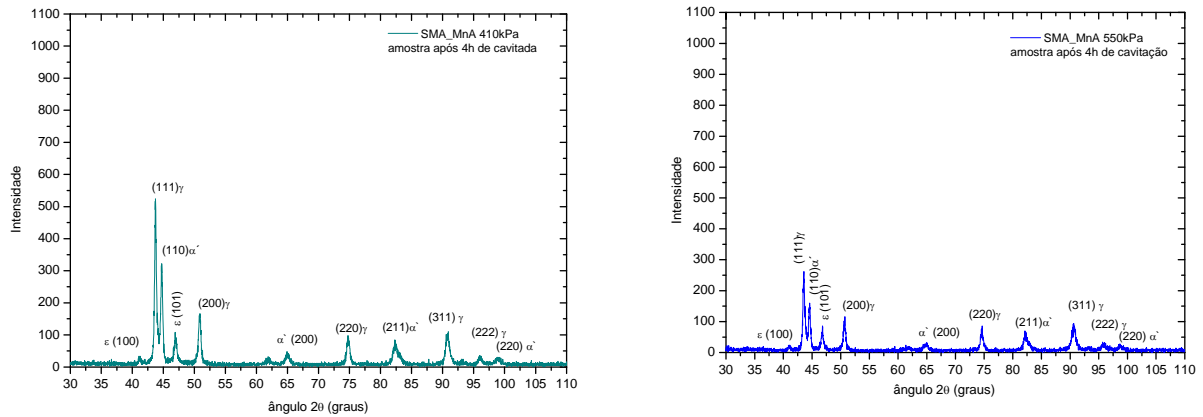 1100
1000
900
800
700
600
500
400
300
200
100
0
Intensidade
SMA_MnA 410kPa
amostra após 4h de cavitada
(111)γ
(110)α´
ε (101)
(200)γ
ε (100)
α` (200)
(220)γ
(211)α`
(311) γ
(222) γ
(220) α`
30 35 40 45 50 55 60 65 70 75 80 85 90 95 100 105 110
ângulo 2θ (graus)
1100
1000
900
800
700
600
500
400
300
200
100
0
Intensidade
SMA_MnA 550kPa
amostra após 4h de cavitação
(111)γ
(110)α´
ε (101)
(200)γ
ε (100)
α` (200)
(220)γ
(211)α`
(311) γ
(222) γ
(220) α`
30 35 40 45 50 55 60 65 70 75 80 85 90 95 100 105 110
ângulo 2θ (graus)